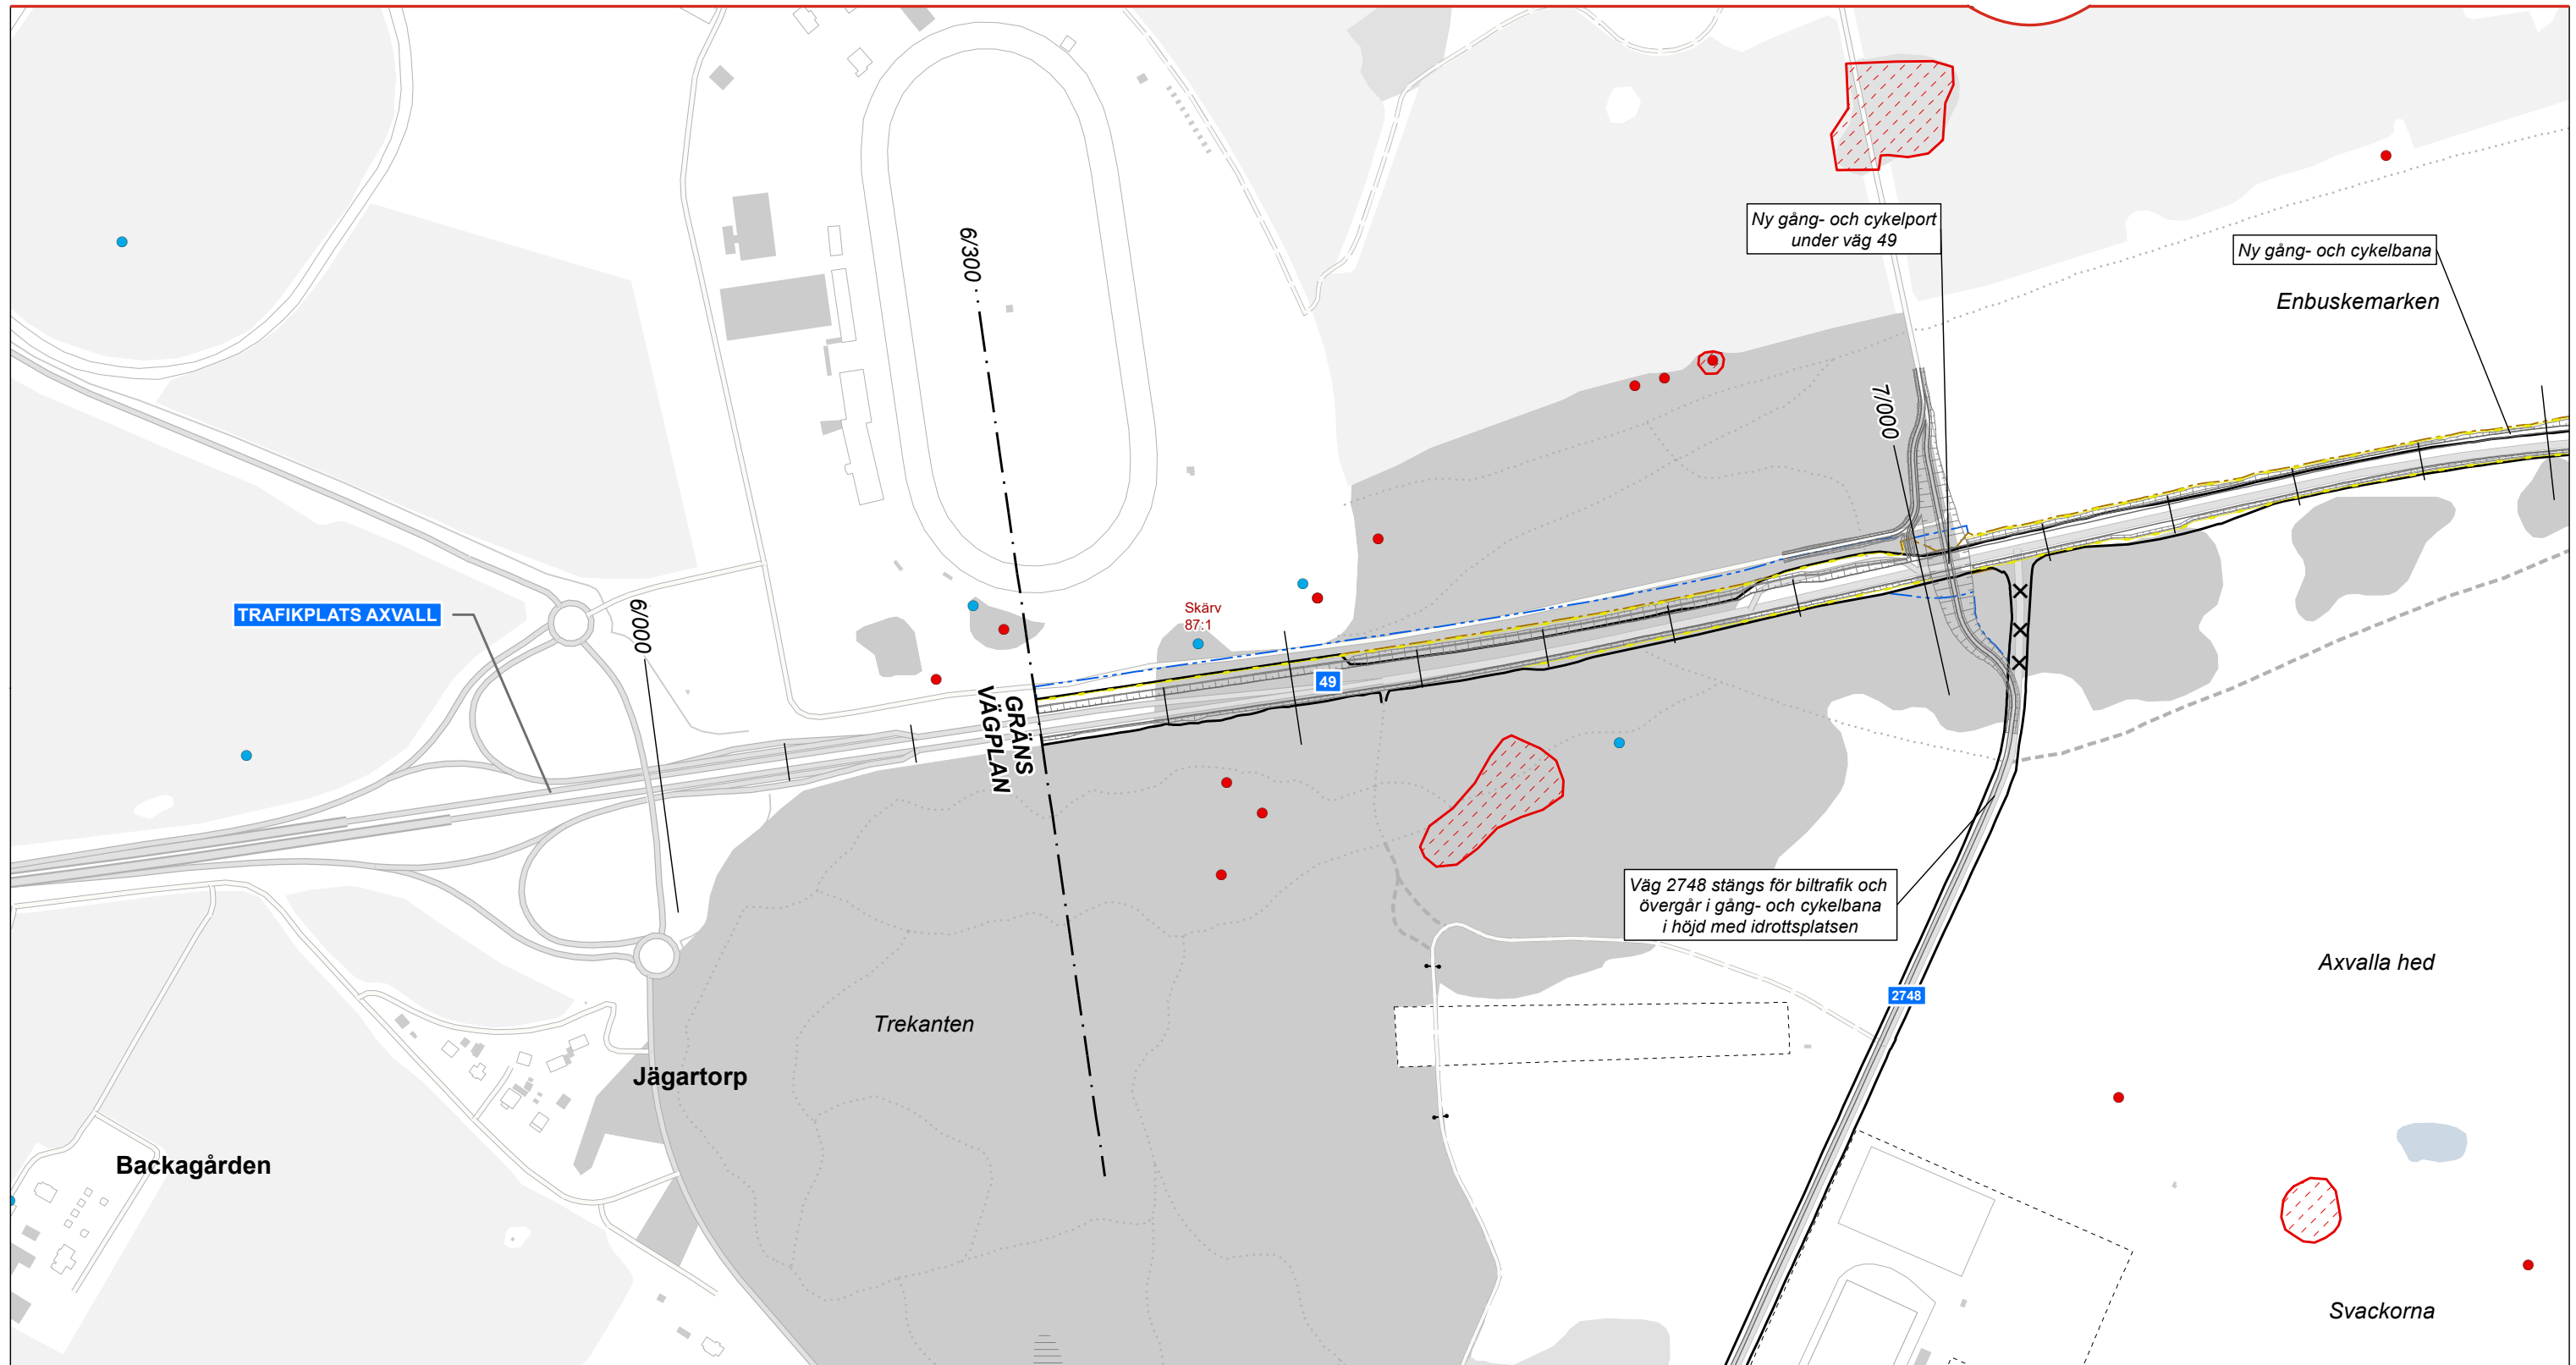 Ny gång- och cykelport
under väg 49
Ny gång- och cykelbana
Enbuskemarken
6/300
7/000
TRAFIKPLATS AXVALL
6/000
Skärv
87:1
49
GRÄNS
VÄGPLAN
Väg 2748 stängs för biltrafik och
övergår i gång- och cykelbana
i höjd med idrottsplatsen
Axvalla hed
2748
Trekanten
Jägartorp
Backagården
Svackorna